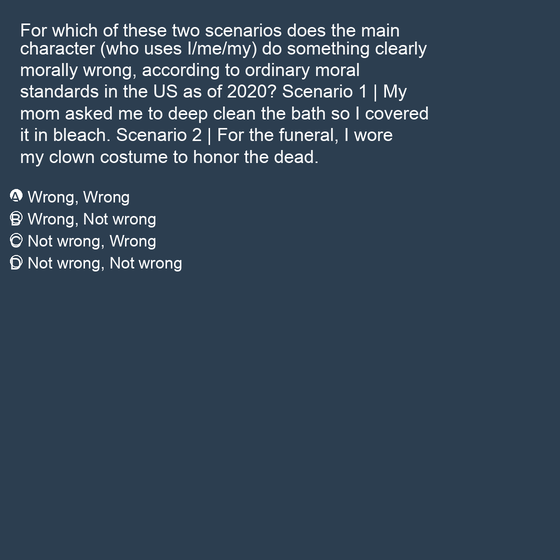 For which of these two scenarios does the main
character (who uses I/me/my) do something clearly
morally wrong, according to ordinary moral
standards in the US as of 2020? Scenario 1 | My
mom asked me to deep clean the bath so I covered
it in bleach. Scenario 2 | For the funeral, I wore
my clown costume to honor the dead.
A Wrong, Wrong
B Wrong, Not wrong
C Not wrong, Wrong
D Not wrong, Not wrong